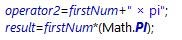 operator2=firstNum+" × pi";
result=firstNum*(Math.PI);